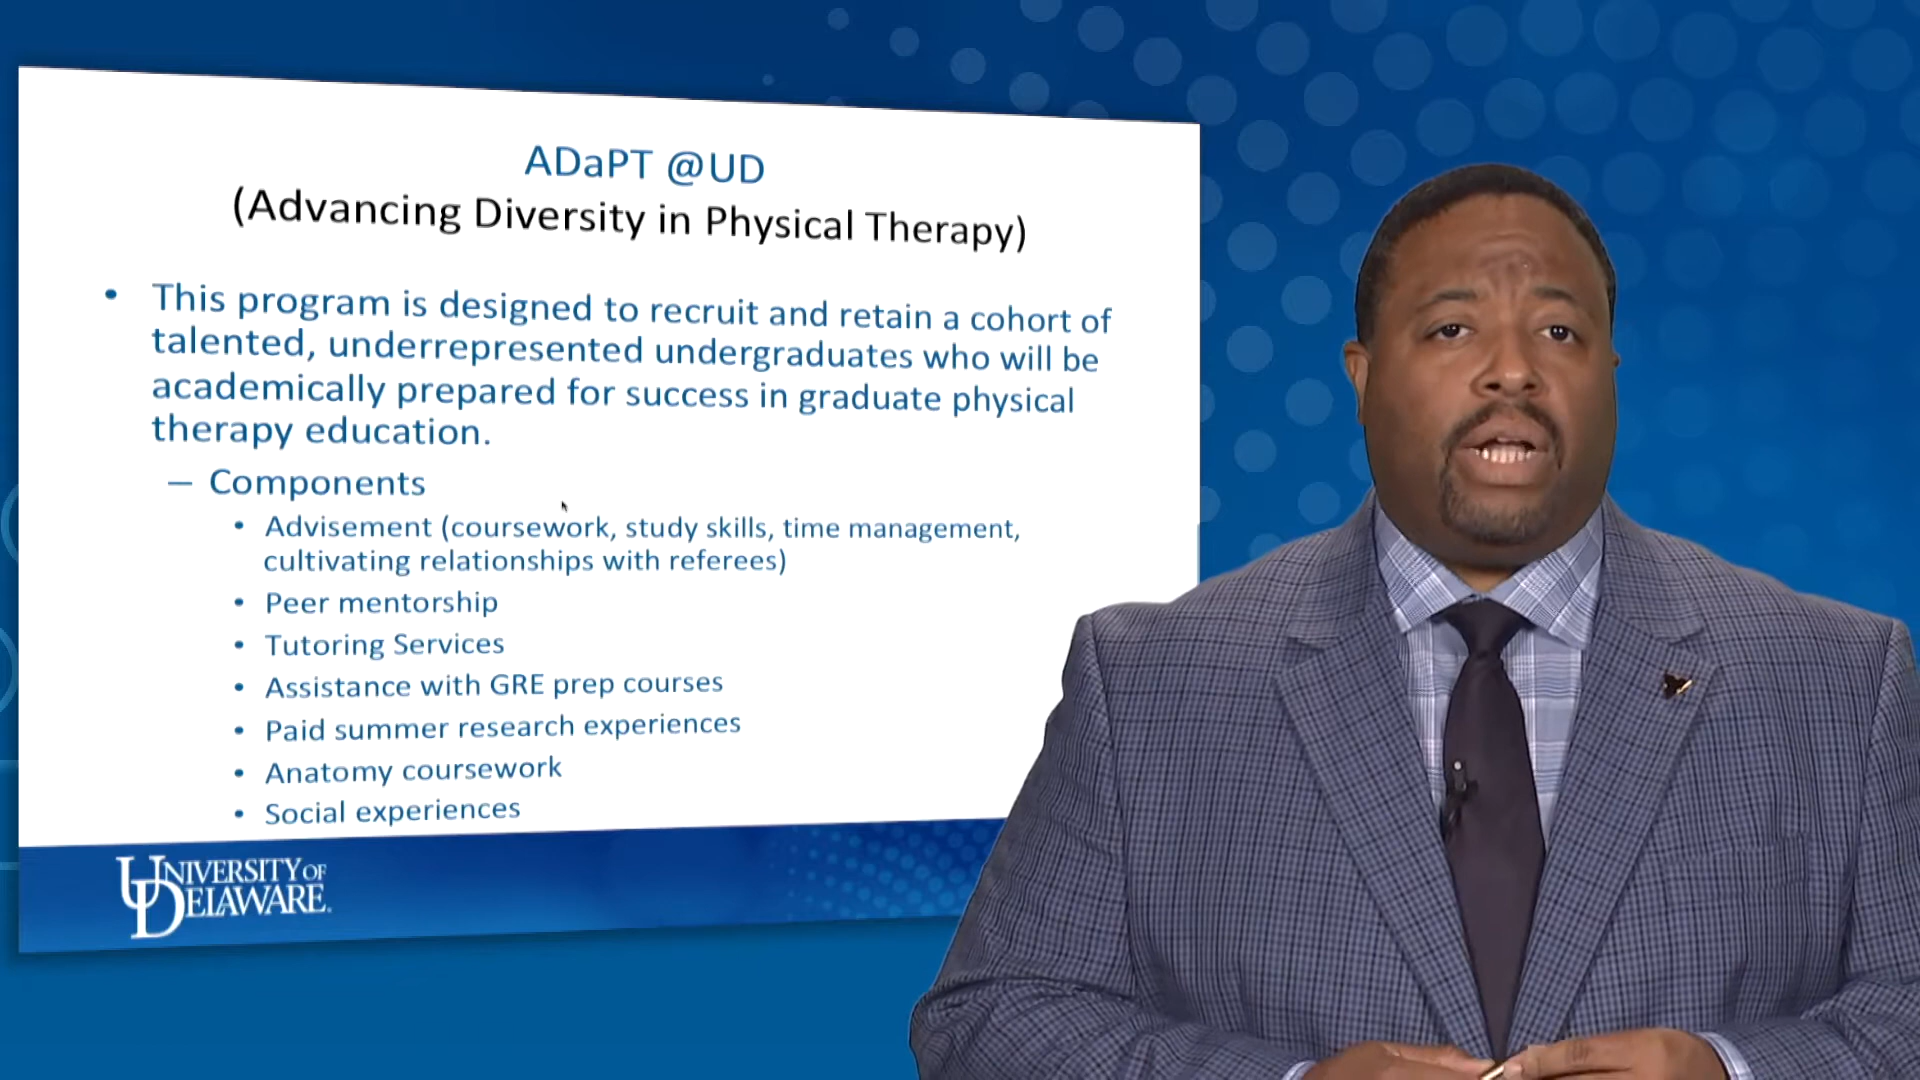 ADaPT @UD
(Advancing Diversity in Physical Therapy)
• This program is designed to recruit and retain a cohort of
talented, underrepresented undergraduates who will be
academically prepared for success in graduate physical
therapy education.
– Components
• Advisement (coursework, study skills, time management,
cultivating relationships with referees)
• Peer mentorship
• Tutoring Services
• Assistance with GRE prep courses
• Paid summer research experiences
• Anatomy coursework
• Social experiences
UNIVERSITY OF
DELAWARE.